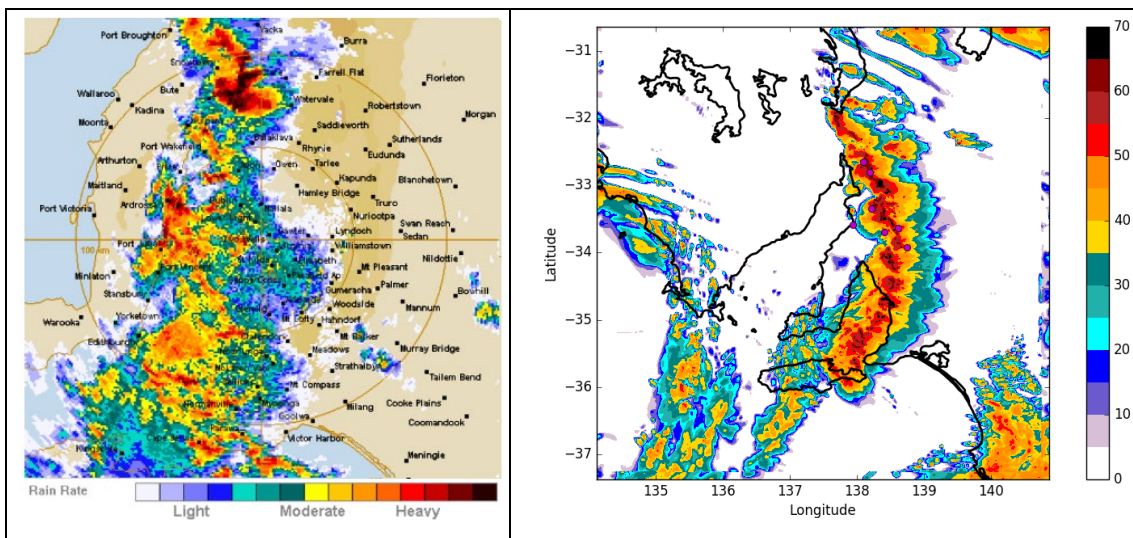 Port Broughton
Yacka
Burra
Snowtown
Farrell Flat
Florieton
Bute
Wallaroo
Watervale
Kadina
Robertstown
Moonta
Morgan
Saddleworth
Sutherlands
Balaklava
Port Wakefield
Rhynie
Eudunda
Arthurton
Owen
Tarlee
Blanchetown
Maitland
Kapunda
Hamley Bridge
Truro
Ardrossan
Port Victoria
Nuriootpa
Swan Reach
Lyndoch
Sedan
100 km
Williamstown
Nildottie
Minlaton
Mt Pleasant
Gumeracha
Palmer
Bowhill
Stansbury
Woodside
Mannum
Warooka
Yorketown
Mt Lofty
Hahndorf
Edithburgh
Mt Barker
Meadows
Murray Bridge
Strathalbyn
Tailem Bend
Mt Compass
Cooke Plains
Milang
Goolwa
Coomandook
Victor Harbor
Meningie
Rain Rate
Light
Moderate
Heavy
−31
−32
−33
−34
−35
−36
−37
Latitude
135
136
137
138
139
140
Longitude
70
60
50
40
30
20
10
0